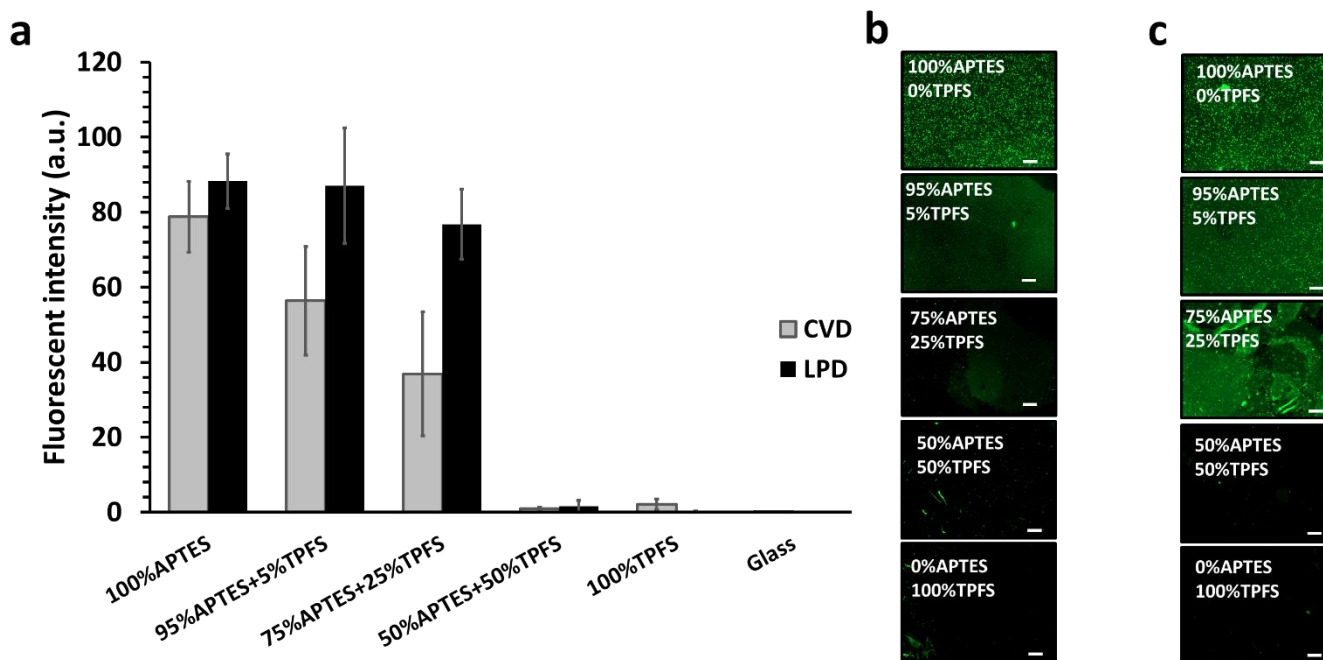 a
120
100
80
60
40
20
0
Fluorescent intensity (a.u.)
CVD
LPD
100%APTES
95%APTES+5%TPFS
75%APTES+25%TPFS
50%APTES+50%TPFS
100%TPFS
Glass
b
100%APTES
0%TPFS
95%APTES
5%TPFS
75%APTES
25%TPFS
50%APTES
50%TPFS
0%APTES
100%TPFS
c
100%APTES
0%TPFS
95%APTES
5%TPFS
75%APTES
25%TPFS
50%APTES
50%TPFS
0%APTES
100%TPFS